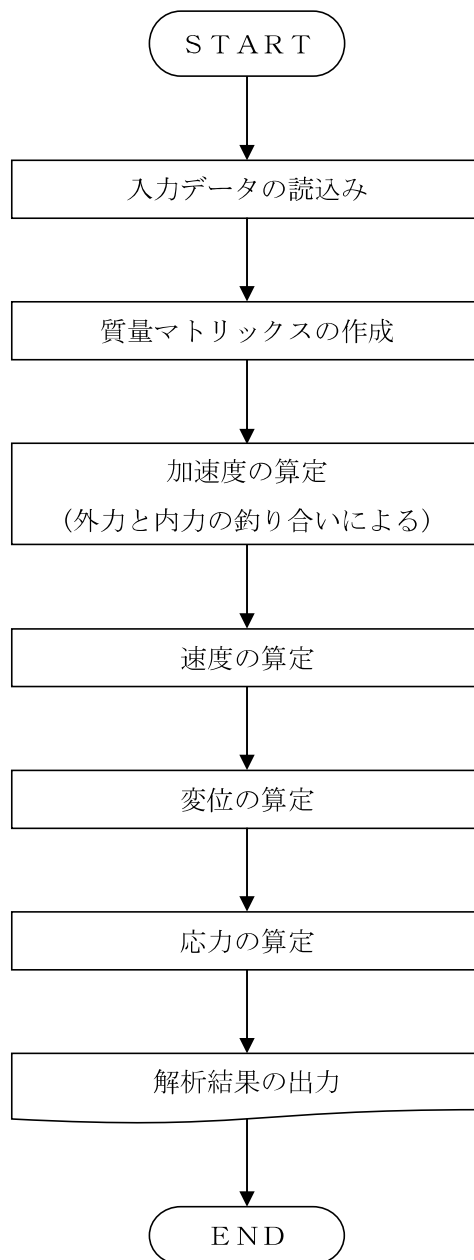 ＳＴＡＲＴ
入力データの読込み
質量マトリックスの作成
加速度の算定
（外力と内力の釣り合いによる）
速度の算定
変位の算定
応力の算定
解析結果の出力
ＥＮＤ